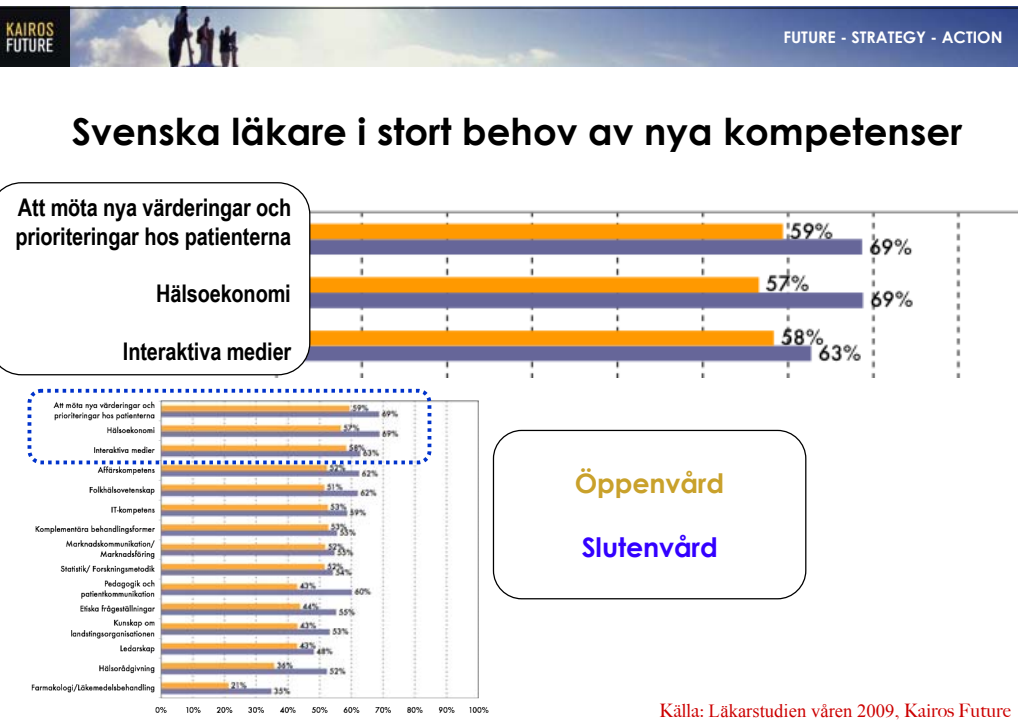 KAIROS
FUTURE
FUTURE - STRATEGY - ACTION
Svenska läkare i stort behov av nya kompetenser
Att möta nya värderingar och
prioriteringar hos patienterna
59%
69%
Hälsoekonomi
57%
69%
Interaktiva medier
58%
63%
Att möta nya värderingar och
prioriteringar hos patienterna
59%
69%
Hälsoekonomi
57%
69%
Interaktiva medier
58%
63%
Affärskompetens
52%
62%
Folkhälsovetenskap
51%
62%
IT-kompetens
53%
59%
Komplementära behandlingsformer
53%
55%
Marknadskommunikation/
Marknadsföring
52%
55%
Statistik/ Forskningsmetodik
52%
54%
Pedagogik och
patientkommunikation
43%
60%
Etiska frågeställningar
44%
55%
Kunskap om
landstingsorganisationen
43%
53%
Ledarskap
43%
48%
Hälsorådgivning
36%
52%
Farmakologi/Läkemedelsbehandling
21%
35%
0% 10% 20% 30% 40% 50% 60% 70% 80% 90% 100%
Öppenvård
Slutenvård
Källa: Läkarstudien våren 2009, Kairos Future